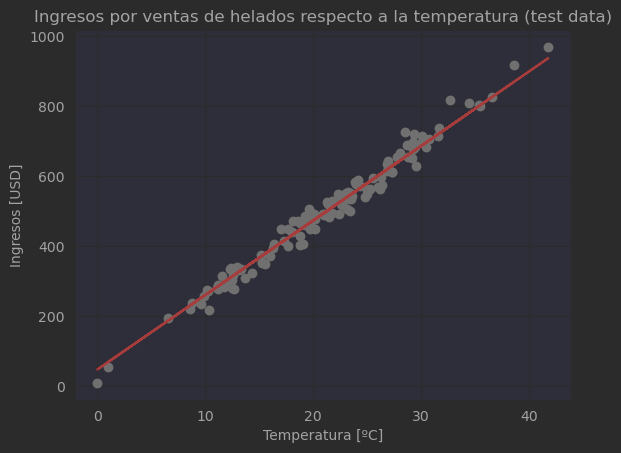 Ingresos por ventas de helados respecto a la temperatura (test data)
1000
800
600
400
200
0
Ingresos [USD]
0 10 20 30 40
Temperatura [ºC]